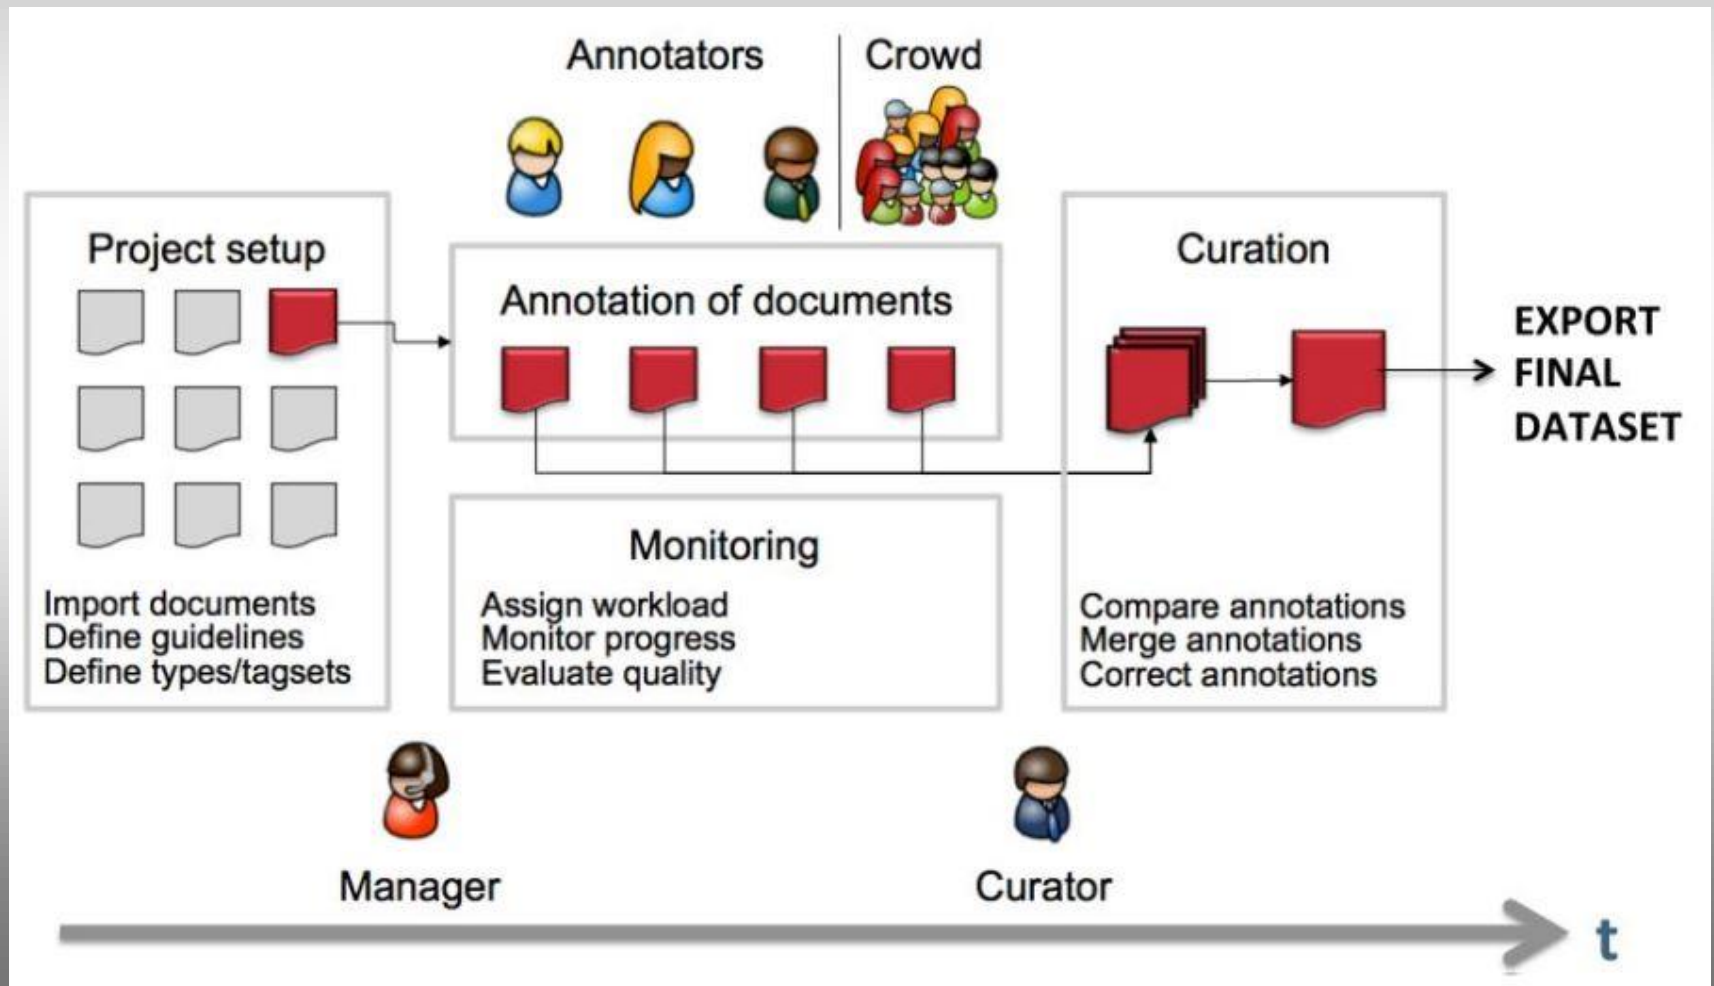 Annotators
Crowd
Project setup
Annotation of documents
Curation
EXPORT
FINAL
DATASET
Monitoring
Import documents
Define guidelines
Define types/tagsets
Assign workload
Monitor progress
Evaluate quality
Compare annotations
Merge annotations
Correct annotations
Manager
Curator
t